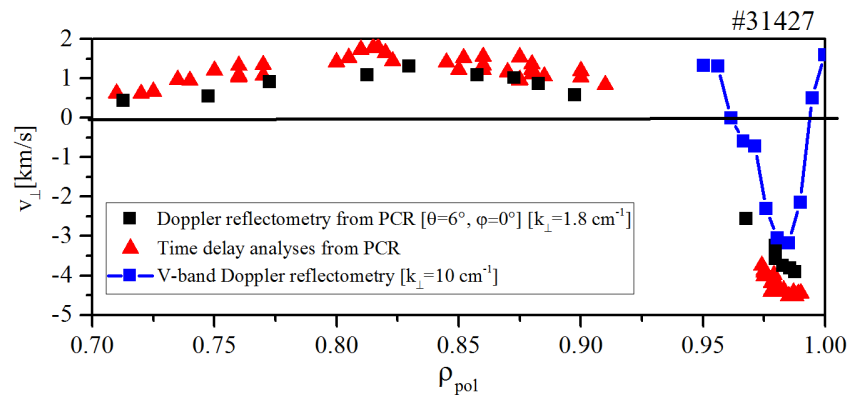 #31427
2
1
0
-1
-2
-3
-4
-5
v⊥[km/s]
Doppler reflectometry from PCR [θ=6°, φ=0°] [k⊥=1.8 cm⁻¹]
Time delay analyses from PCR
V-band Doppler reflectometry [k⊥=10 cm⁻¹]
0.70 0.75 0.80 0.85 0.90 0.95 1.00
ρpol